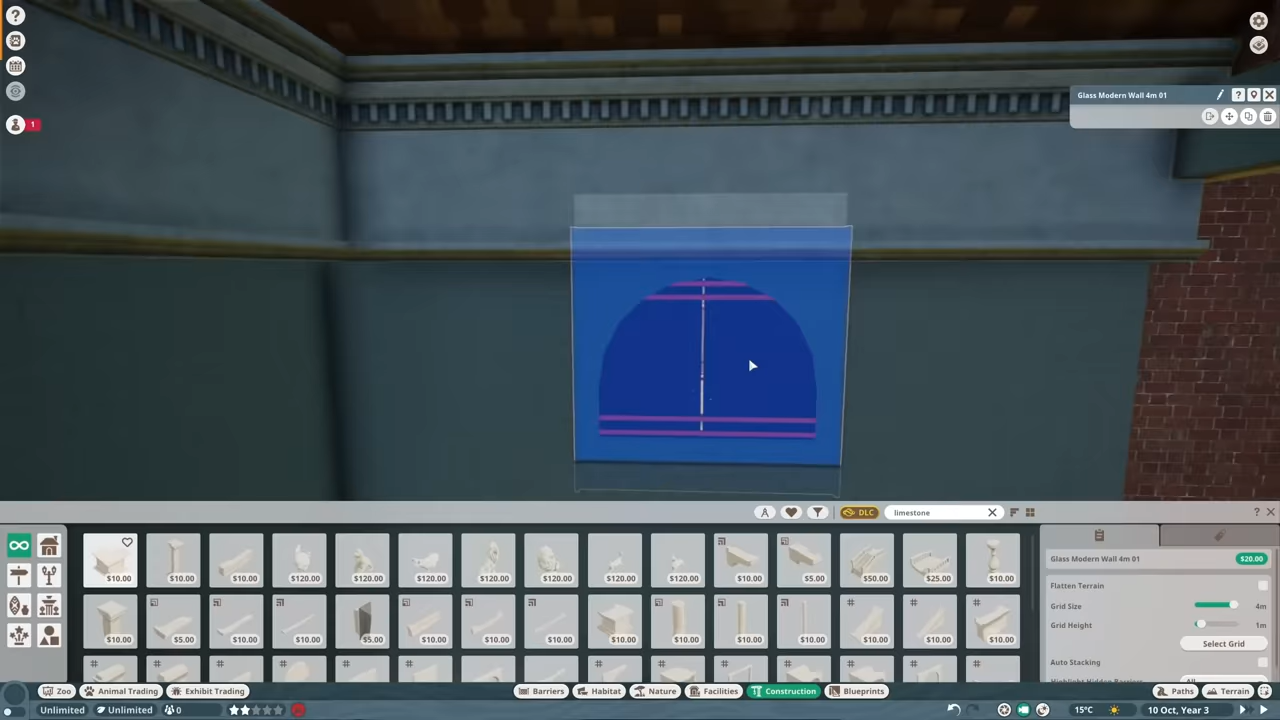 ?
1
Glass Modern Wall 4m 01
?
DLC
limestone
?
$10.00 $10.00 $10.00 $120.00 $120.00 $120.00 $120.00 $120.00 $120.00 $120.00 $10.00 $5.00 $50.00 $25.00 $10.00
$10.00 $5.00 $10.00 $10.00 $5.00 $10.00 $10.00 $10.00 $10.00 $10.00 $10.00 $10.00 $10.00 $10.00 $10.00
Glass Modern Wall 4m 01 $20.00
Flatten Terrain
Grid Size 4m
Grid Height 1m
Select Grid
Auto Stacking
Zoo Animal Trading Exhibit Trading Barriers Habitat Nature Facilities Construction Blueprints Paths Terrain
Unlimited Unlimited 0 15°C 10 Oct, Year 3